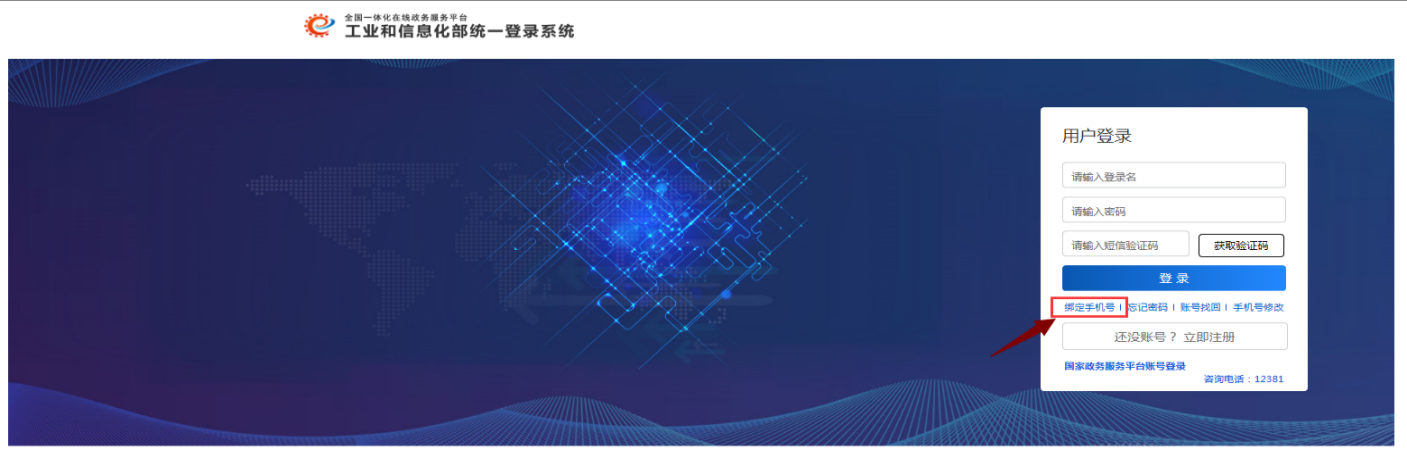 全国一体化在线政务服务平台
工业和信息化部统一登录系统
用户登录
请输入登录名
请输入密码
请输入短信验证码 获取验证码
登 录
绑定手机号 | 忘记密码 | 账号找回 | 手机号修改
还没账号？立即注册
国家政务服务平台账号登录
咨询电话：12381